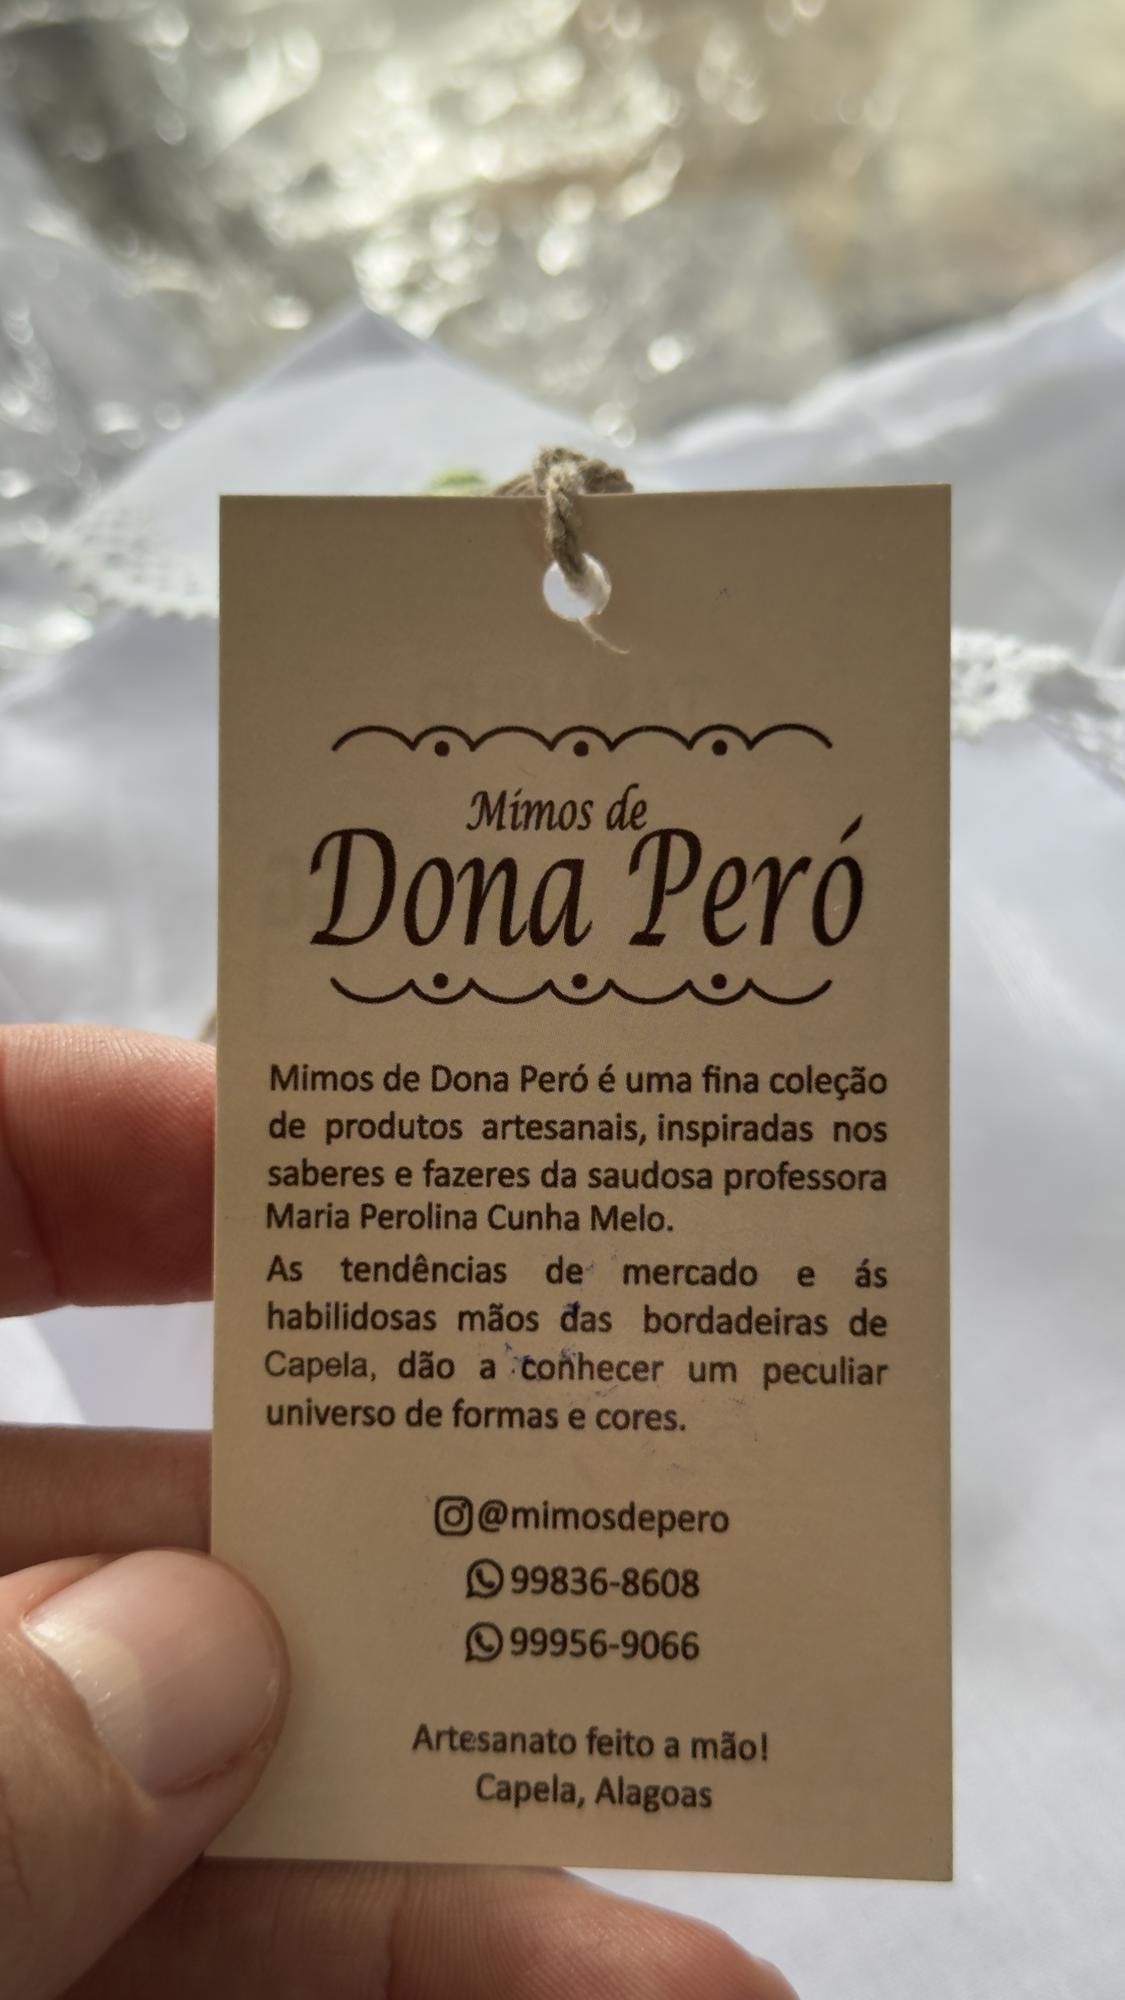 Mimos de
Dona Peró
Mimos de Dona Peró é uma fina coleção
de produtos artesanais, inspiradas nos
saberes e fazeres da saudosa professora
Maria Perolina Cunha Melo.
As tendências de mercado e ás
habilidosas mãos das bordadeiras de
Capela, dão a conhecer um peculiar
universo de formas e cores.
@mimosdepero
99836-8608
99956-9066
Artesanato feito a mão!
Capela, Alagoas